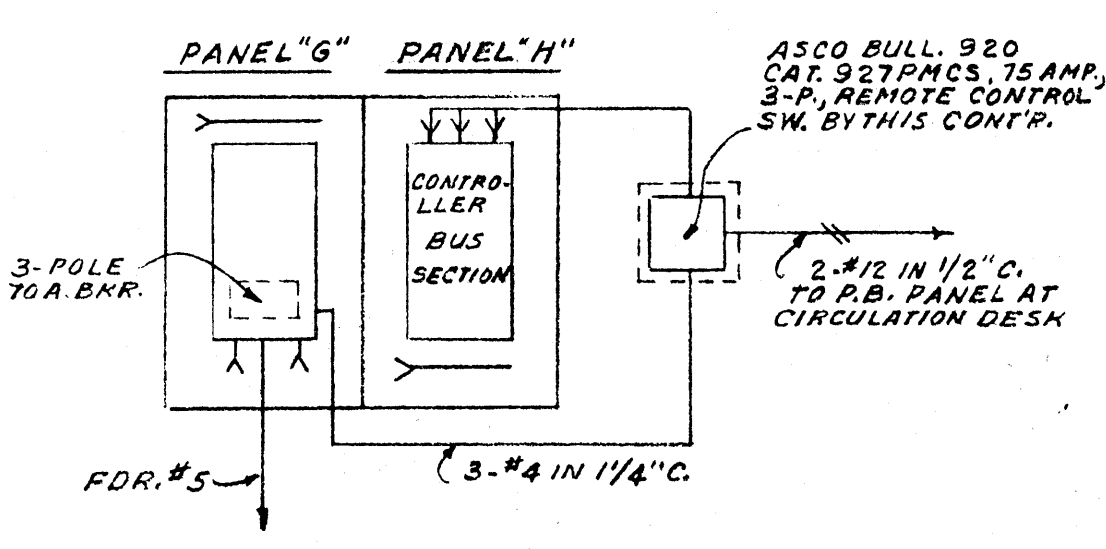 PANEL "G"
PANEL "H"
ASCO BULL. 920
CAT. 927PMCS, 75 AMP.,
3-P., REMOTE CONTROL
SW. BY THIS CONT'R.
CONTRO-
LLER
BUS
SECTION
3-POLE
70 A. BKR.
2-#12 IN 1/2" C.
TO P.B. PANEL AT
CIRCULATION DESK
3-#4 IN 1 1/4" C.
FDR. #5